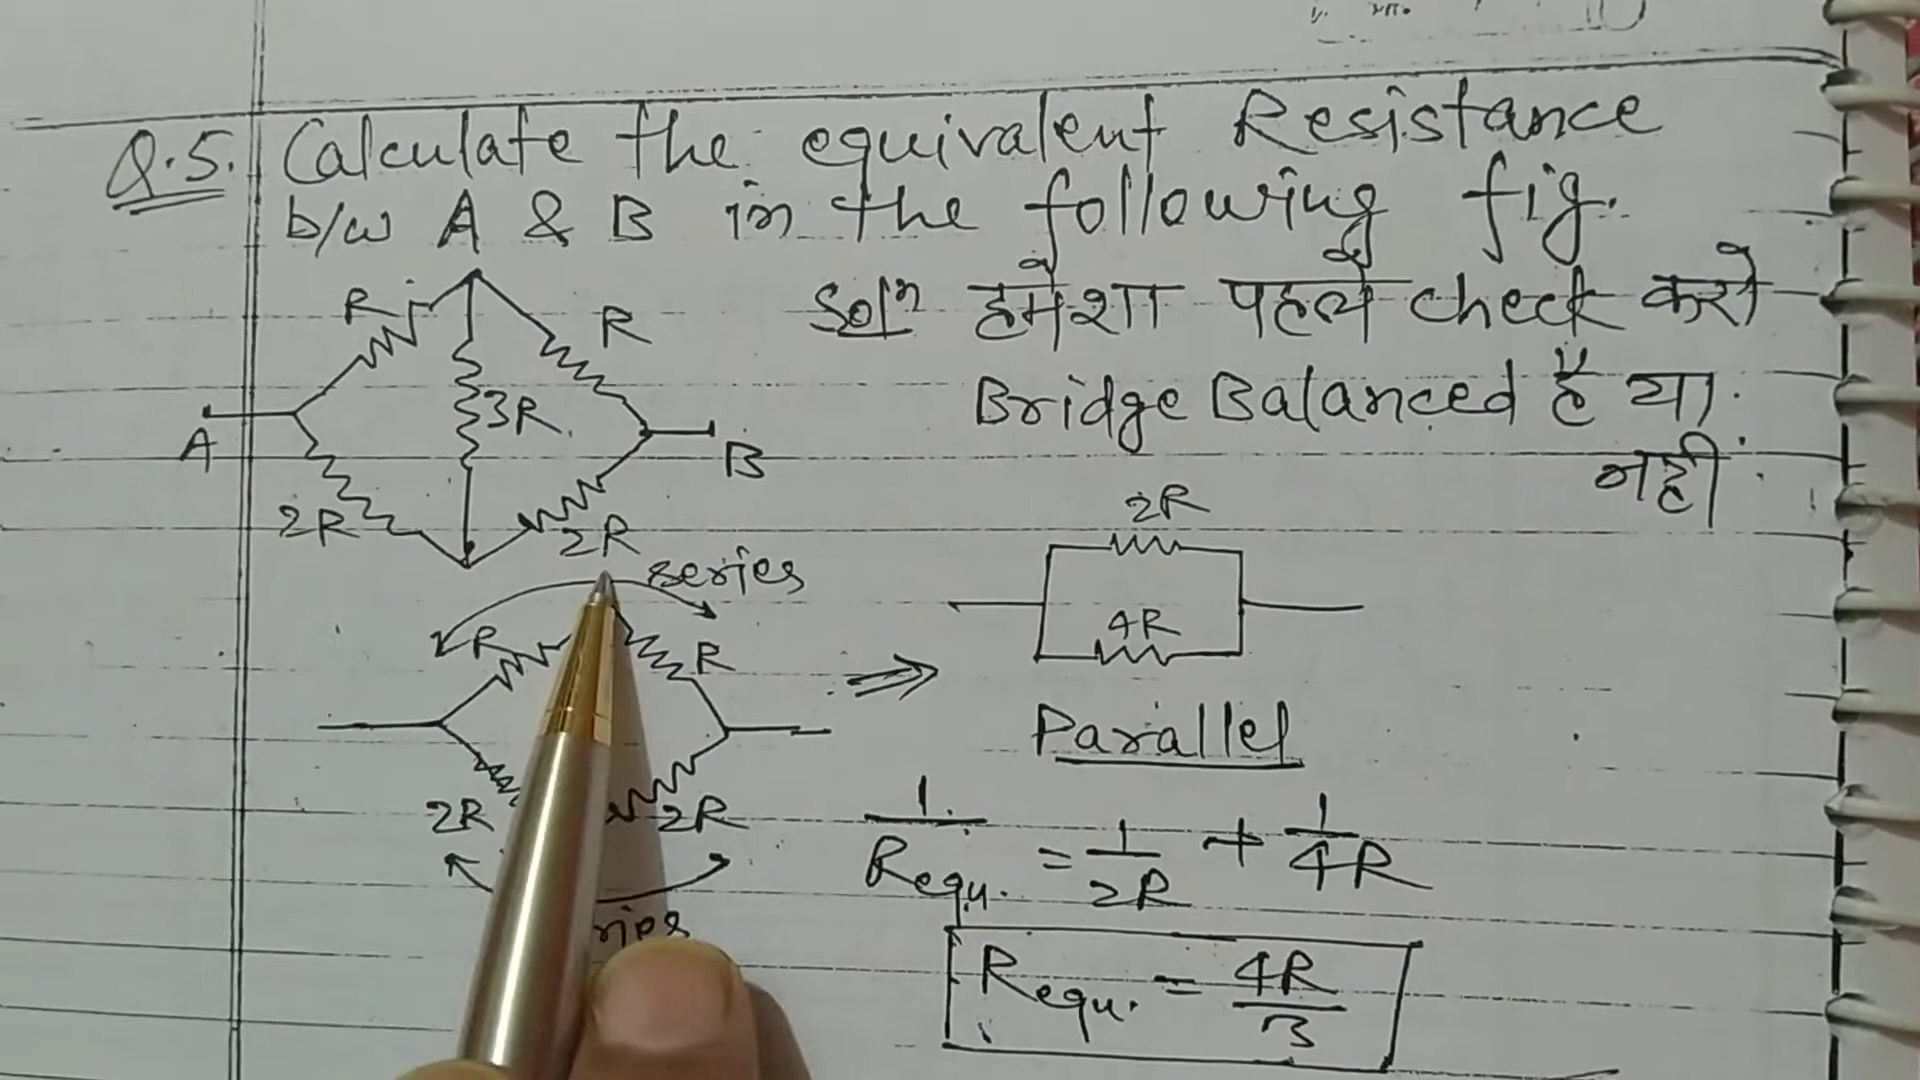 Q.5. Calculate the equivalent Resistance
b/w A & B in the following fig.
Solⁿ हमेशा पहले check करो
Bridge Balanced है या
नहीं
R
R
3R
A
B
2R
2R
series
R
R
2R
2R
2R
4R
Parallel
1/Requ. = 1/2R + 1/4R
Requ. = 4R/3